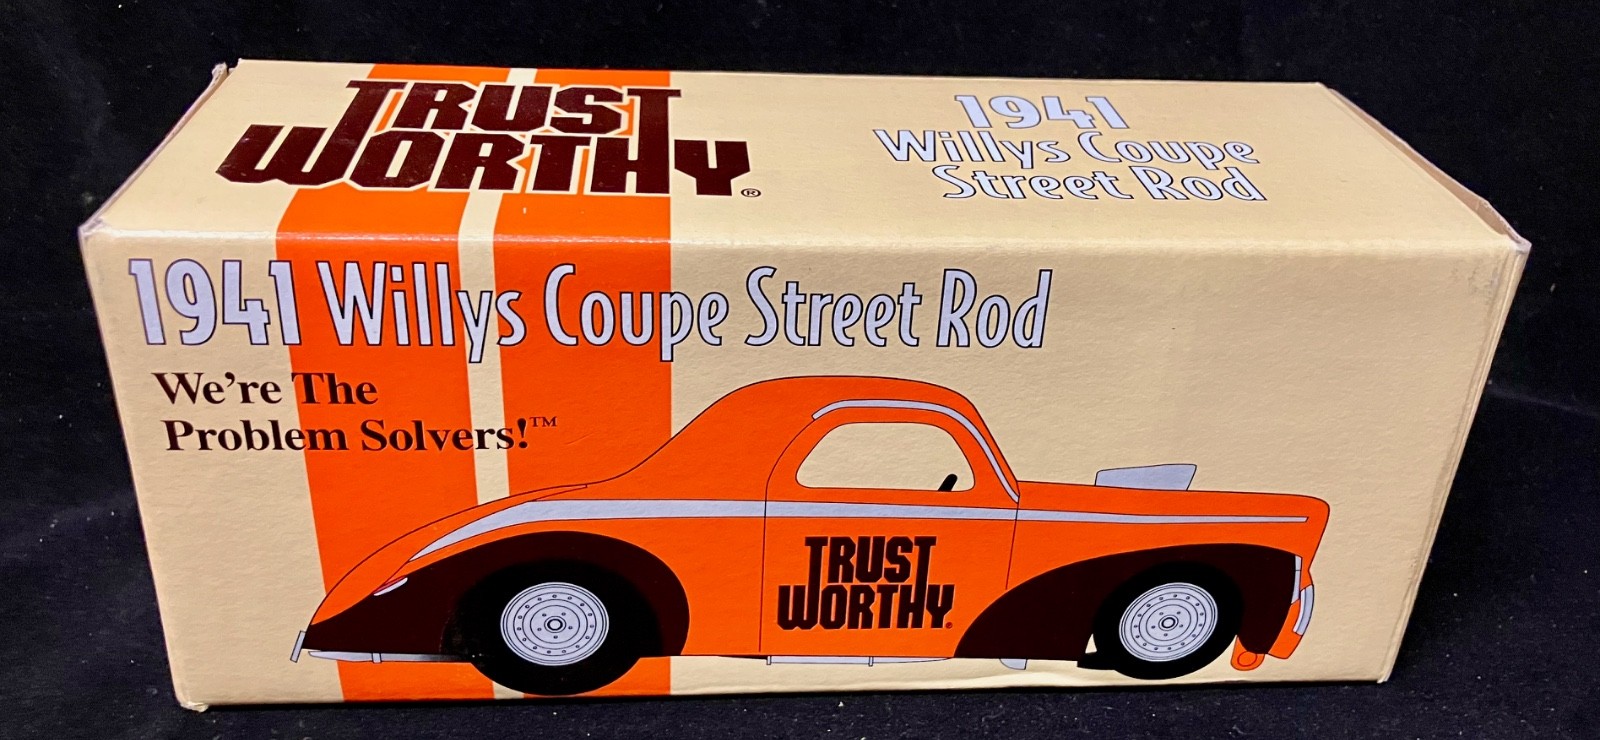 TRUST
WORTHY®
1941
Willys Coupe
Street Rod
1941 Willys Coupe Street Rod
We're The
Problem Solvers!™
TRUST
WORTHY®